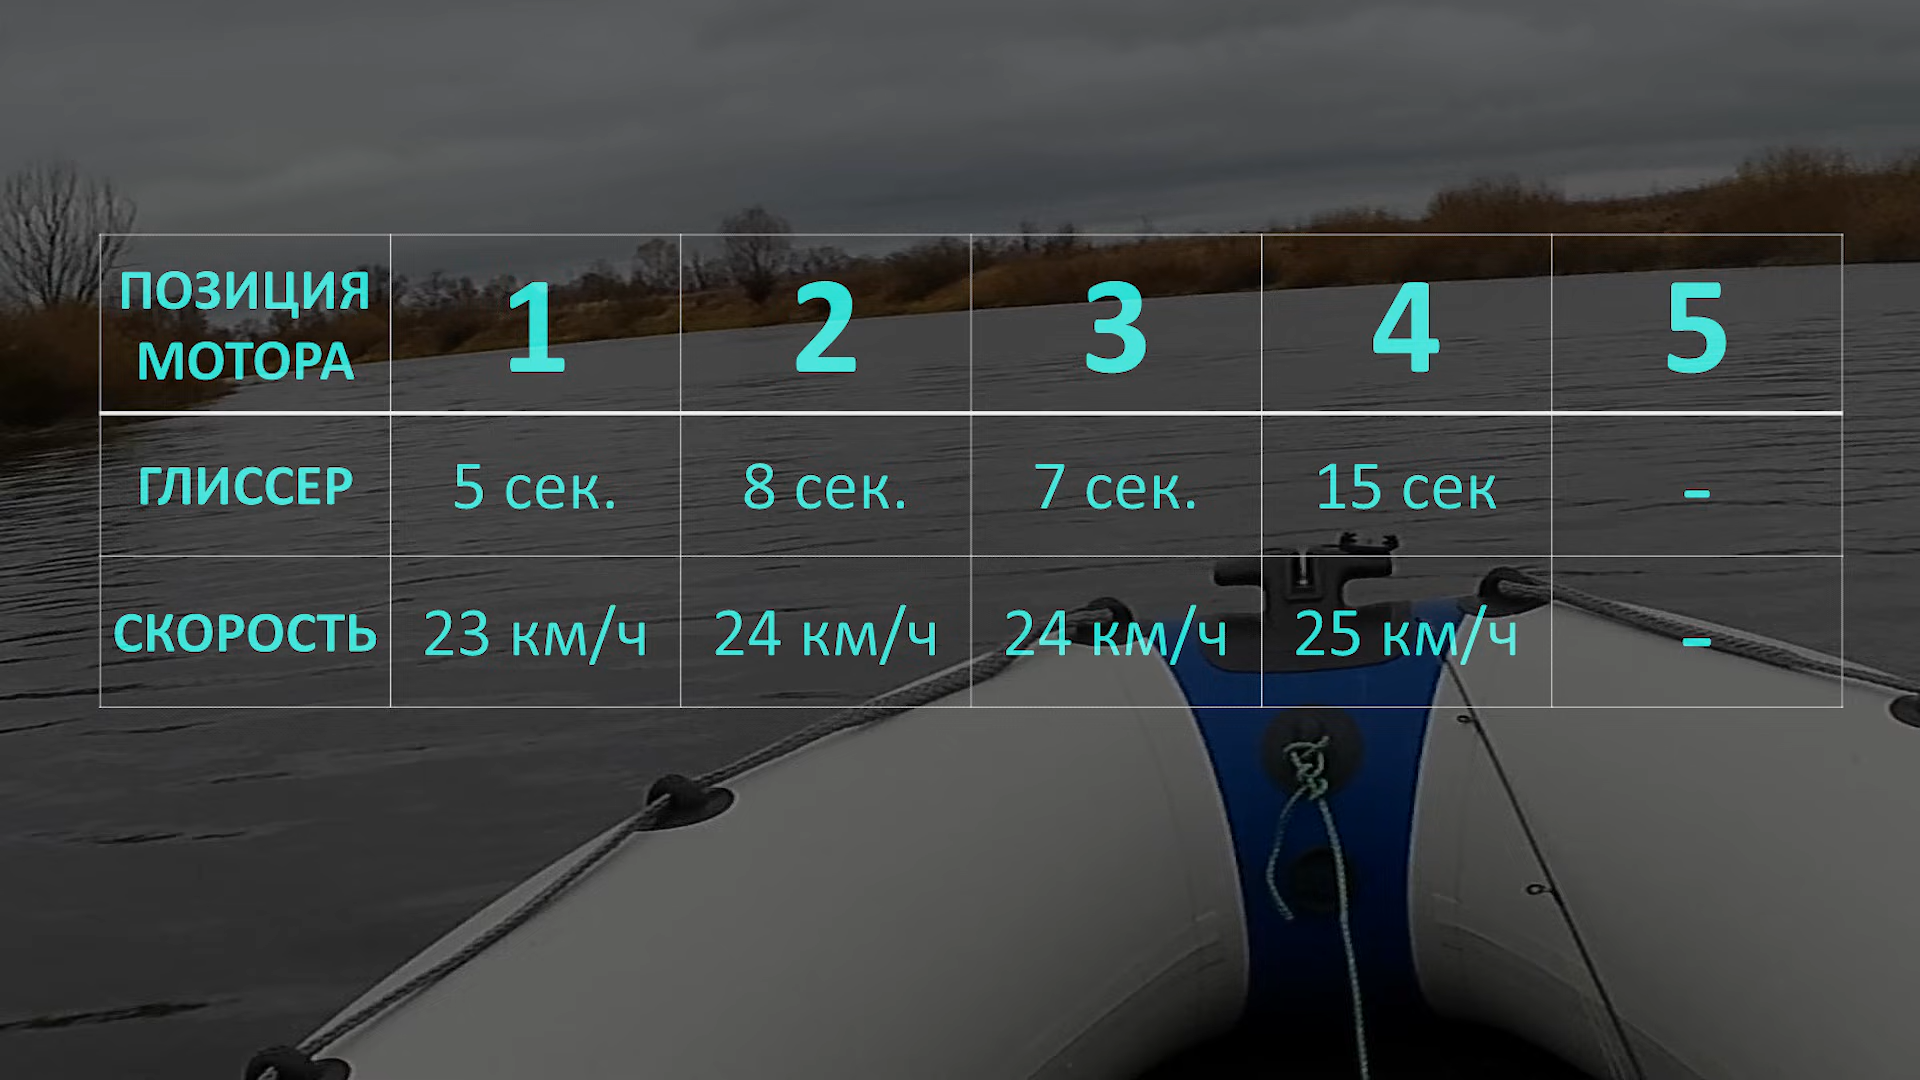 ПОЗИЦИЯ
МОТОРА
1 2 3 4 5
ГЛИССЕР 5 сек. 8 сек. 7 сек. 15 сек -
СКОРОСТЬ 23 км/ч 24 км/ч 24 км/ч 25 км/ч -